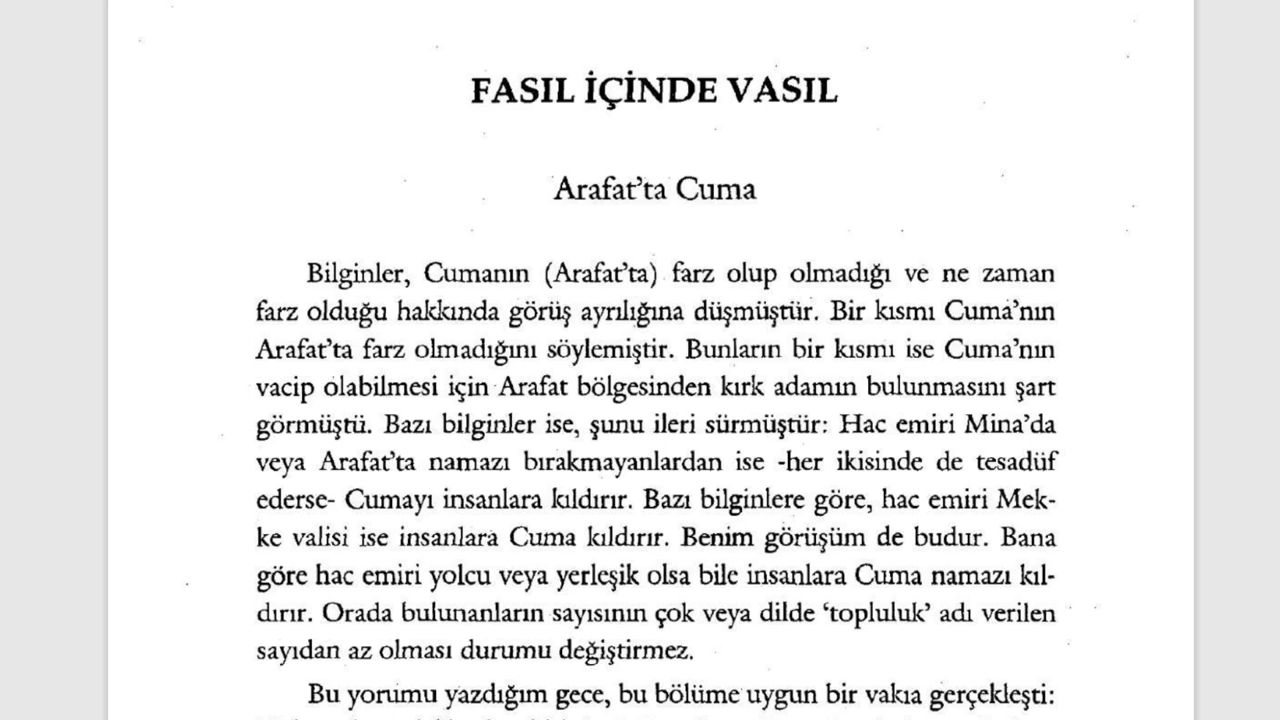 FASIL İÇİNDE VASIL
Arafat'ta Cuma
Bilginler, Cumanın (Arafat'ta) farz olup olmadığı ve ne zaman
farz olduğu hakkında görüş ayrılığına düşmüştür. Bir kısmı Cuma'nın
Arafat'ta farz olmadığını söylemiştir. Bunların bir kısmı ise Cuma'nın
vacip olabilmesi için Arafat bölgesinden kırk adamın bulunmasını şart
görmüştü. Bazı bilginler ise, şunu ileri sürmüştür: Hac emiri Mina'da
veya Arafat'ta namazı bırakmayanlardan ise -her ikisinde de tesadüf
ederse- Cumayı insanlara kıldırır. Bazı bilginlere göre, hac emiri Mek-
ke valisi ise insanlara Cuma kıldırır. Benim görüşüm de budur. Bana
göre hac emiri yolcu veya yerleşik olsa bile insanlara Cuma namazı kıl-
dırır. Orada bulunanların sayısının çok veya dilde 'topluluk' adı verilen
sayıdan az olması durumu değiştirmez.
Bu yorumu yazdığım gece, bu bölüme uygun bir vakıa gerçekleşti: